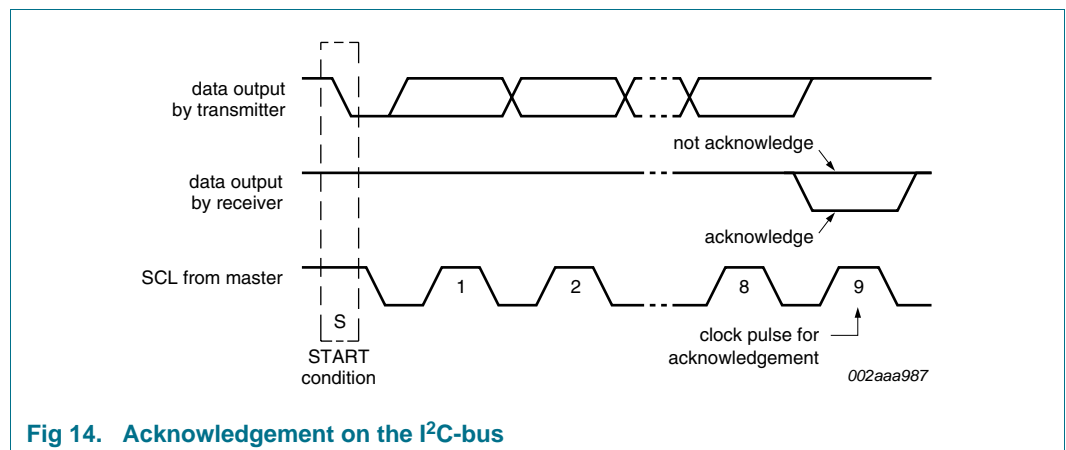 data output
by transmitter
not acknowledge
data output
by receiver
acknowledge
SCL from master
1
2
8
9
S
START
condition
clock pulse for
acknowledgement
002aaa987
Fig 14. Acknowledgement on the I²C-bus